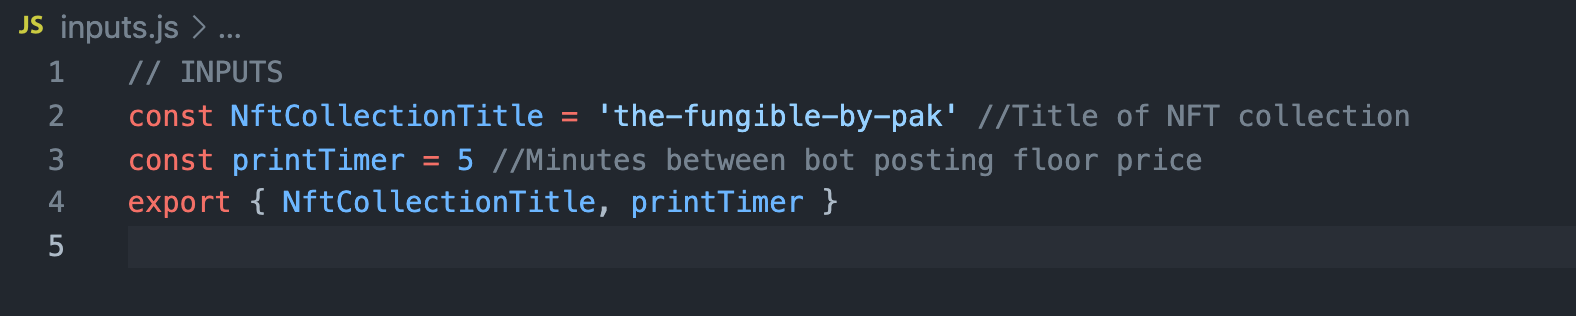 JS inputs.js > ...
1 // INPUTS
2 const NftCollectionTitle = 'the-fungible-by-pak' //Title of NFT collection
3 const printTimer = 5 //Minutes between bot posting floor price
4 export { NftCollectionTitle, printTimer }
5